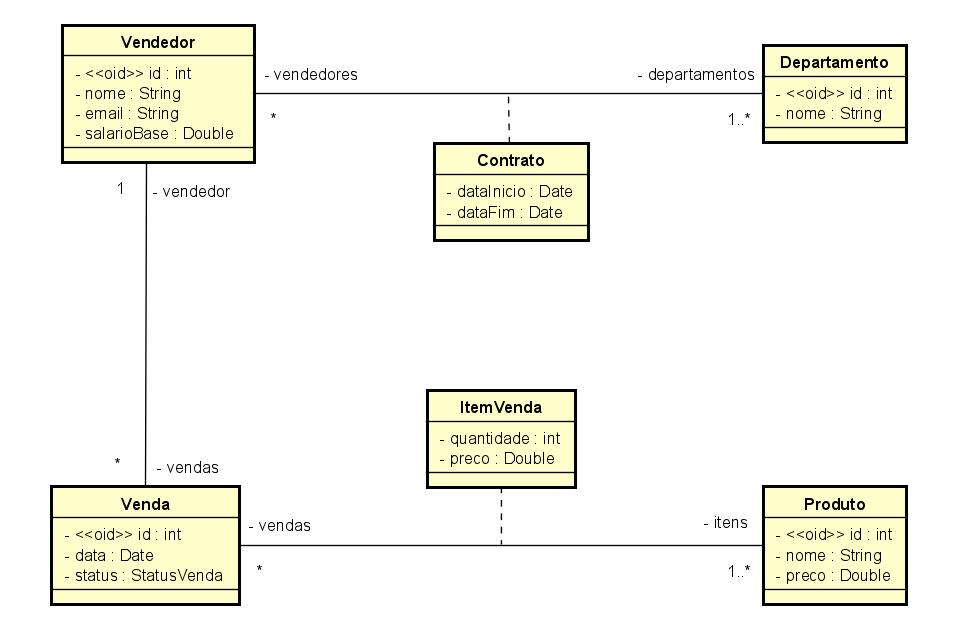 Vendedor
- <<oid>> id : int
- nome : String
- email : String
- salarioBase : Double
- vendedores
*
- departamentos
1..*
Departamento
- <<oid>> id : int
- nome : String
Contrato
- dataInicio : Date
- dataFim : Date
1
- vendedor
*
- vendas
ItemVenda
- quantidade : int
- preco : Double
Venda
- <<oid>> id : int
- data : Date
- status : StatusVenda
- vendas
*
- itens
1..*
Produto
- <<oid>> id : int
- nome : String
- preco : Double